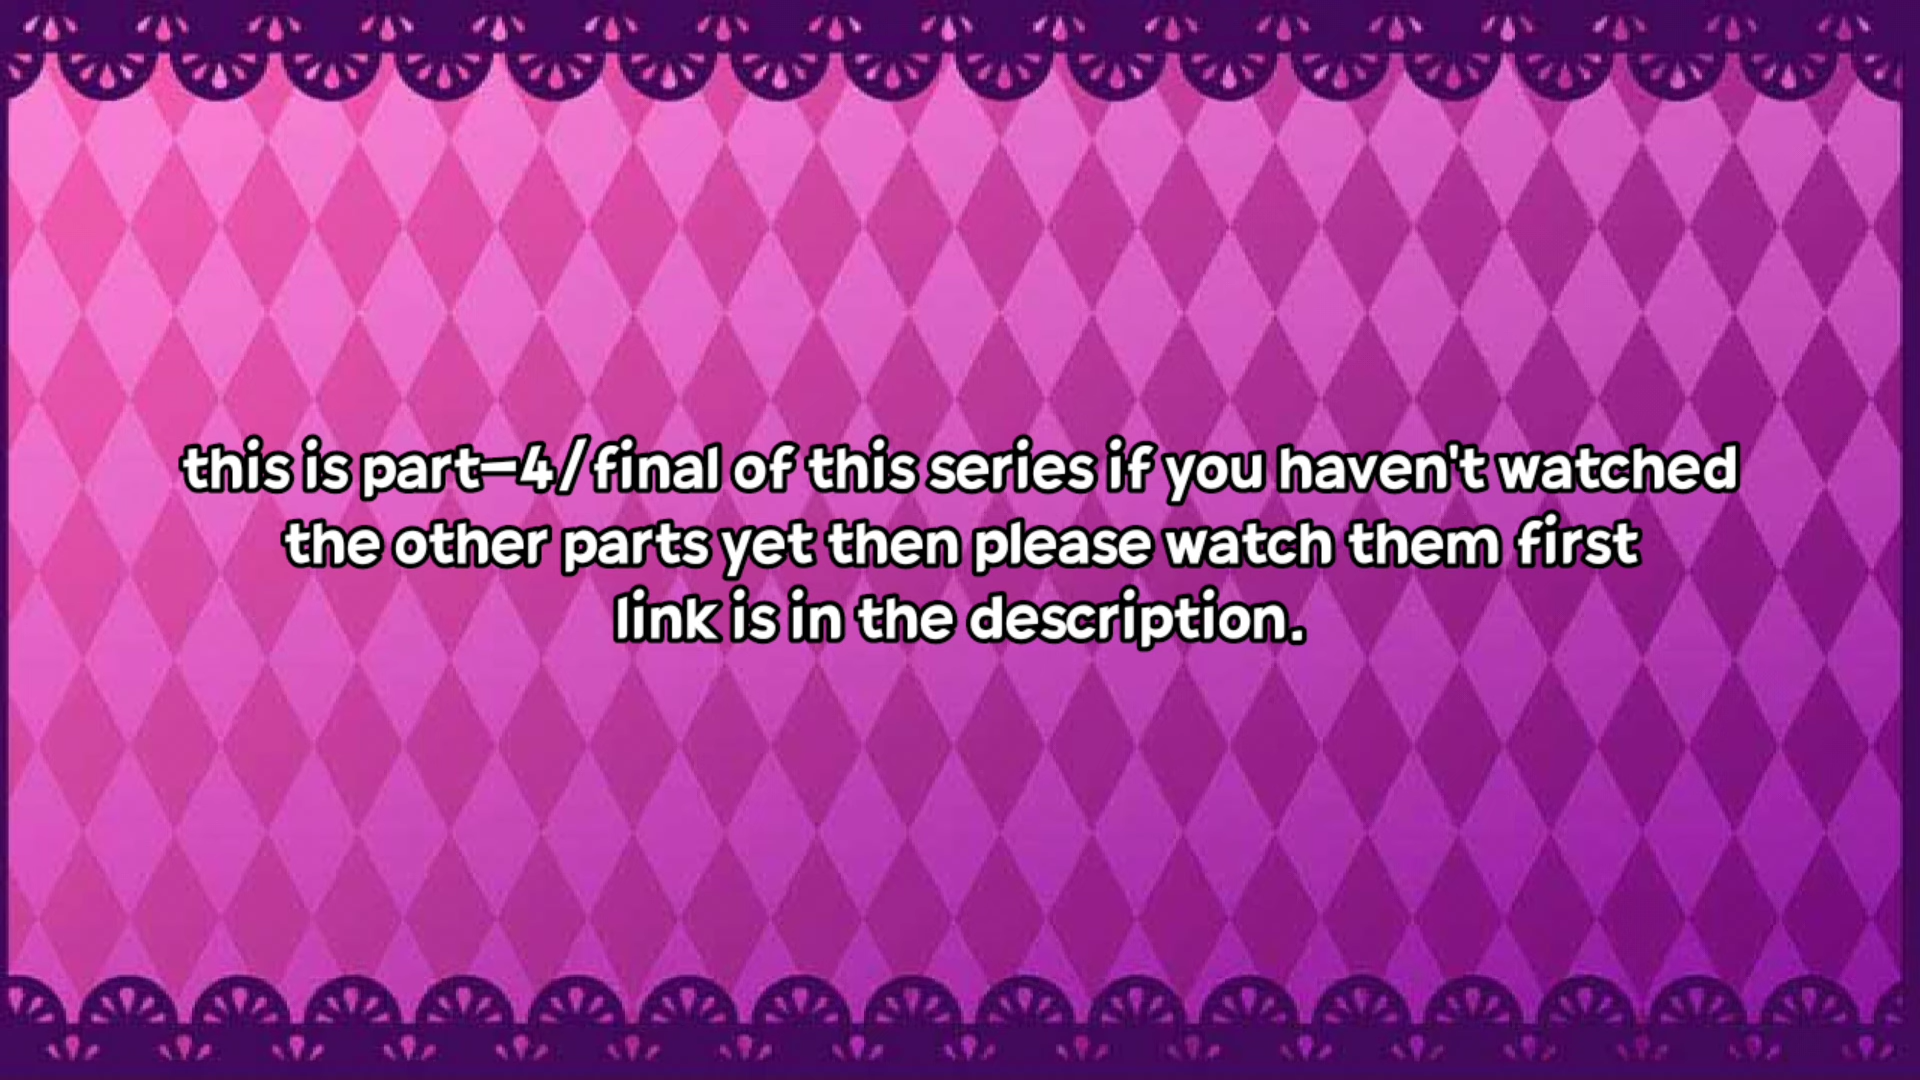 this is part-4/final of this series if you haven't watched
the other parts yet then please watch them first
link is in the description.